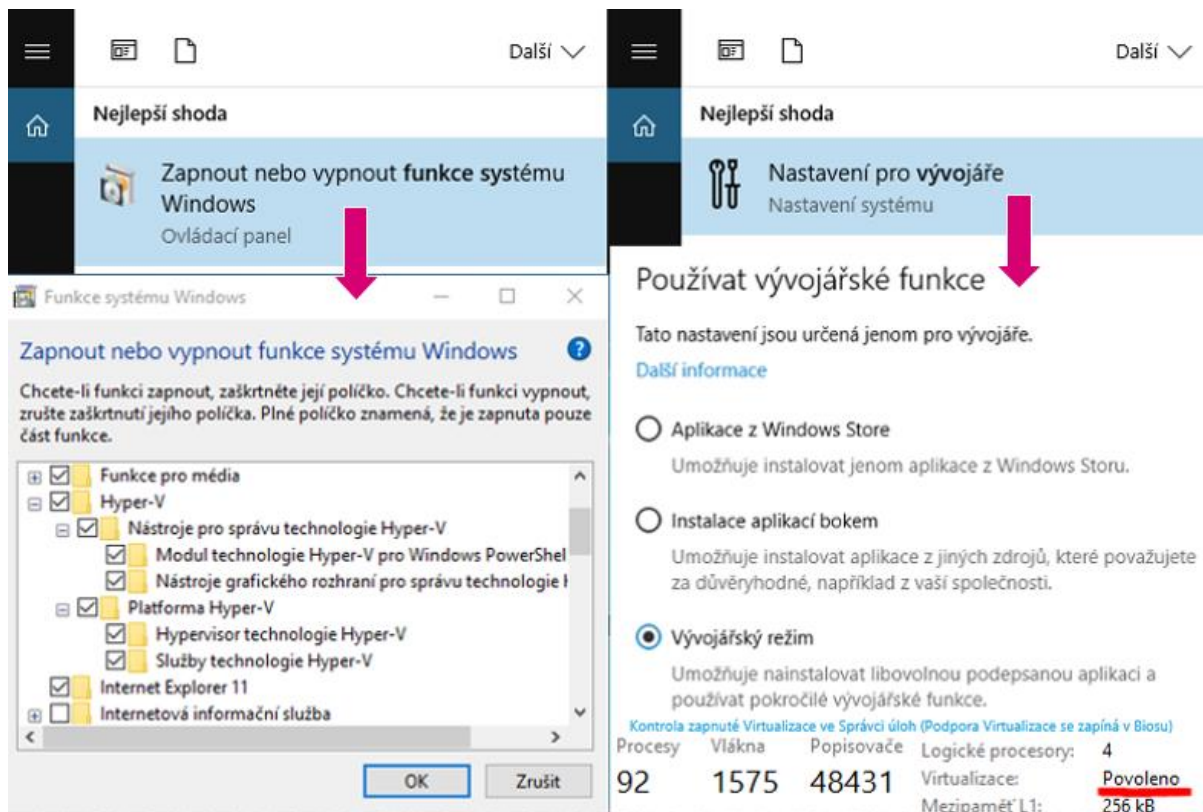 Další
Nejlepší shoda
Zapnout nebo vypnout funkce systému
Windows
Ovládací panel
Funkce systému Windows
Zapnout nebo vypnout funkce systému Windows
?
Chcete-li funkci zapnout, zaškrtněte její políčko. Chcete-li funkci vypnout,
zrušte zaškrtnutí jejího políčka. Plné políčko znamená, že je zapnuta pouze
část funkce.
Funkce pro média
Hyper-V
Nástroje pro správu technologie Hyper-V
Modul technologie Hyper-V pro Windows PowerShel
Nástroje grafického rozhraní pro správu technologie H
Platforma Hyper-V
Hypervisor technologie Hyper-V
Služby technologie Hyper-V
Internet Explorer 11
Internetová informační služba
OK
Zrušit
Další
Nejlepší shoda
Nastavení pro vývojáře
Nastavení systému
Používat vývojářské funkce
Tato nastavení jsou určená jenom pro vývojáře.
Další informace
Aplikace z Windows Store
Umožňuje instalovat jenom aplikace z Windows Storu.
Instalace aplikací bokem
Umožňuje instalovat aplikace z jiných zdrojů, které považujete
za důvěryhodné, například z vaší společnosti.
Vývojářský režim
Umožňuje nainstalovat libovolnou podepsanou aplikaci a
používat pokročilé vývojářské funkce.
Kontrola zapnuté Virtualizace ve Správci úloh (Podpora Virtualizace se zapíná v Biosu)
Procesy Vlákna Popisovače
92 1575 48431
Logické procesory: 4
Virtualizace: Povoleno
Mezipaměť L1: 256 kB